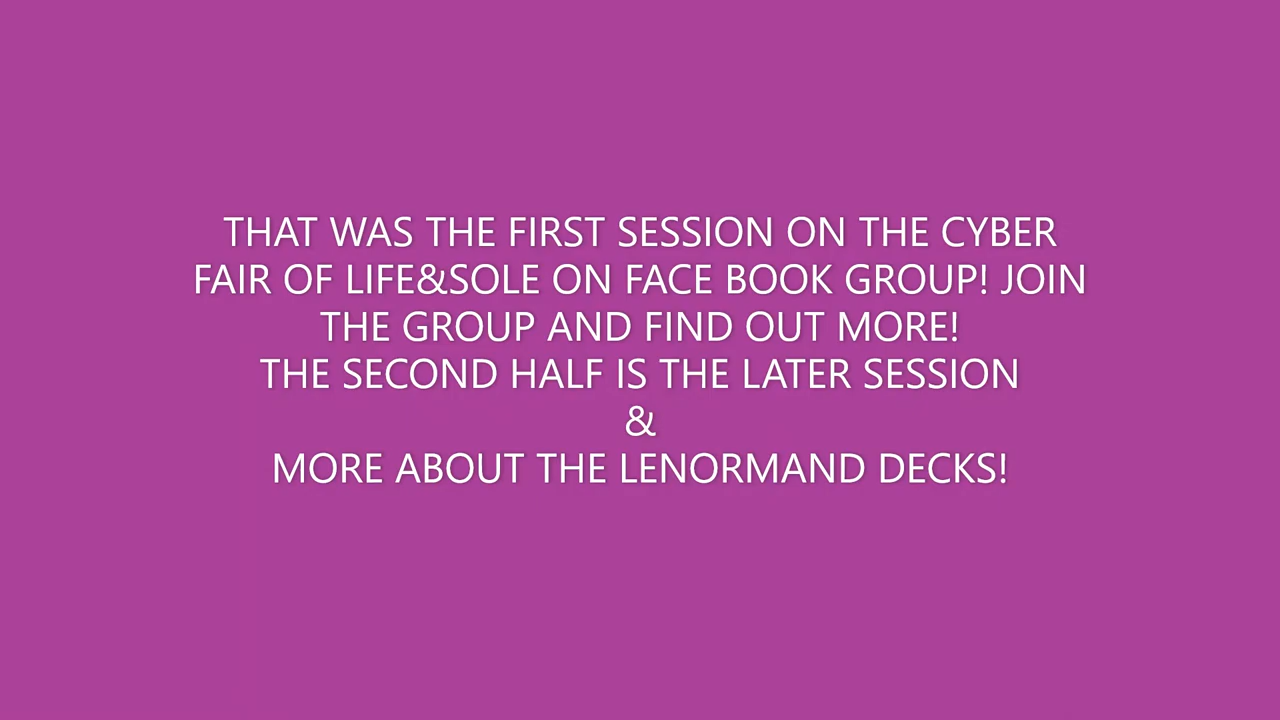 THAT WAS THE FIRST SESSION ON THE CYBER
FAIR OF LIFE&SOLE ON FACE BOOK GROUP! JOIN
THE GROUP AND FIND OUT MORE!
THE SECOND HALF IS THE LATER SESSION
&
MORE ABOUT THE LENORMAND DECKS!